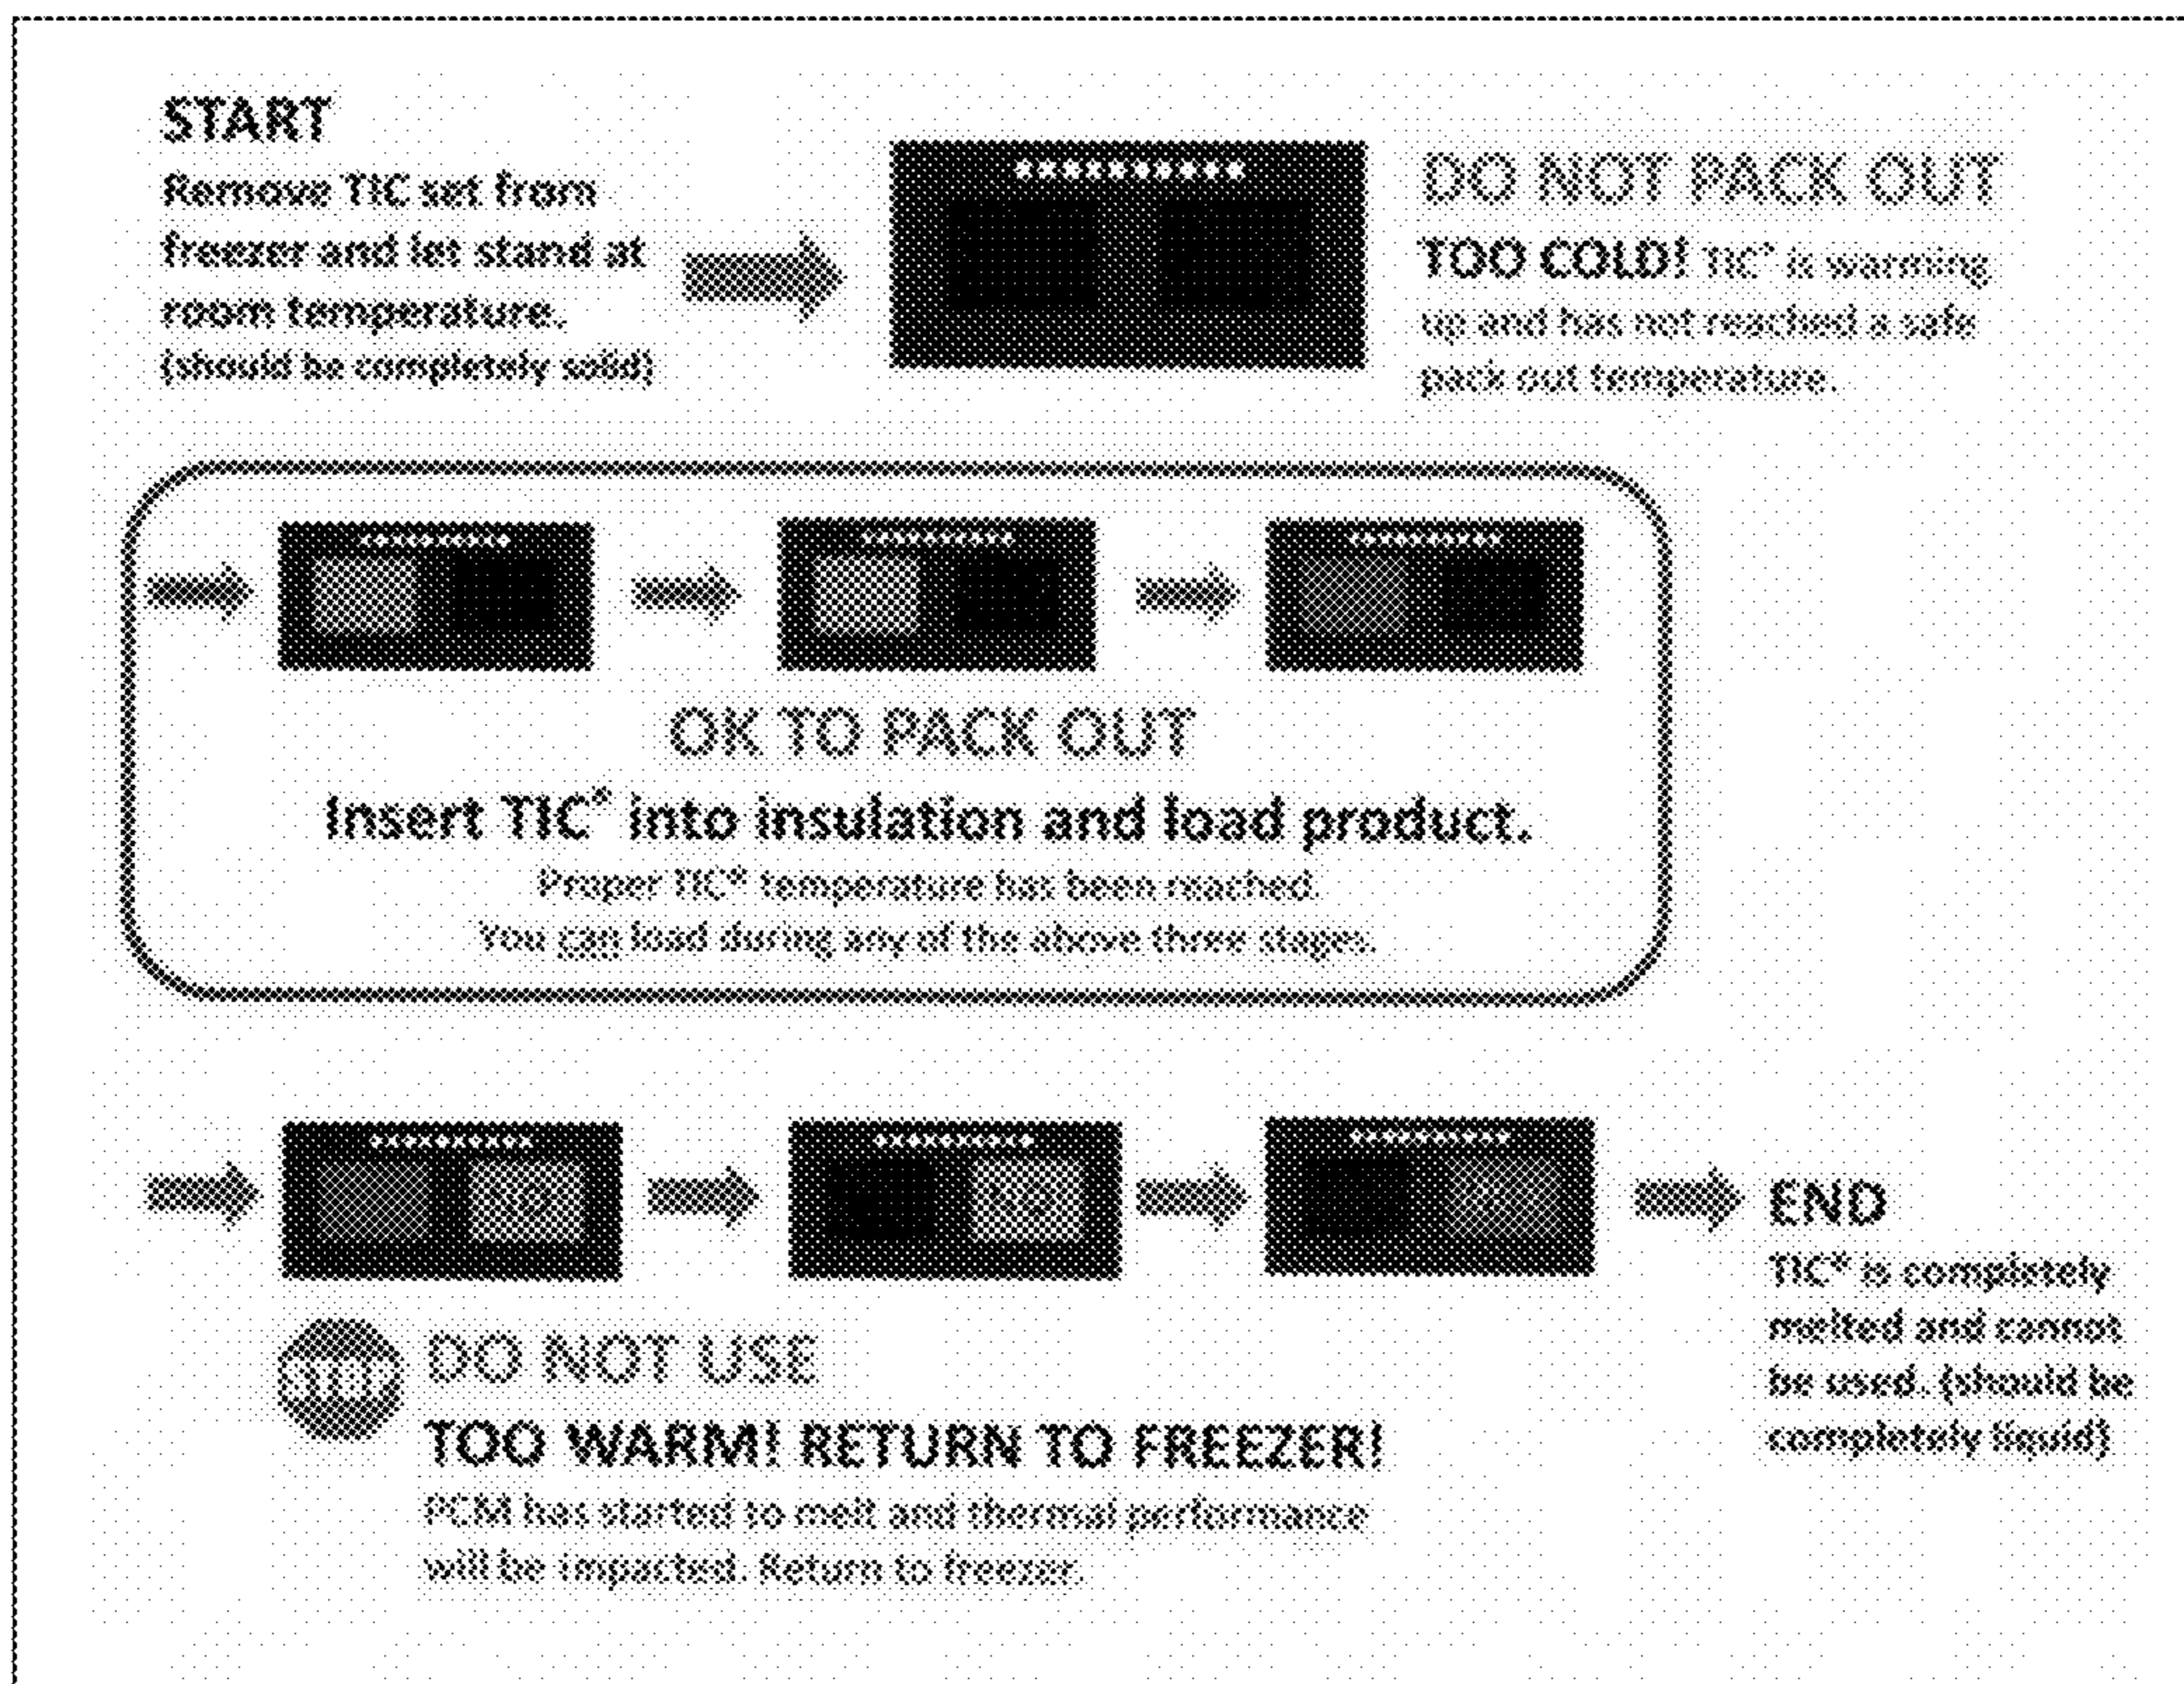 START
Remove TIC set from
freezer and let stand at
room temperature.
(should be completely solid)
DO NOT PACK OUT
TOO COLD! TIC® is warming
up and has not reached a safe
pack out temperature.
OK TO PACK OUT
Insert TIC® into insulation and load product.
Proper TIC® temperature has been reached.
You can load during any of the above three stages.
NO!
NO!
STOP
DO NOT USE
TOO WARM! RETURN TO FREEZER!
PCM has started to melt and thermal performance
will be impacted. Return to freezer.
END
TIC® is completely
melted and cannot
be used. (should be
completely liquid)